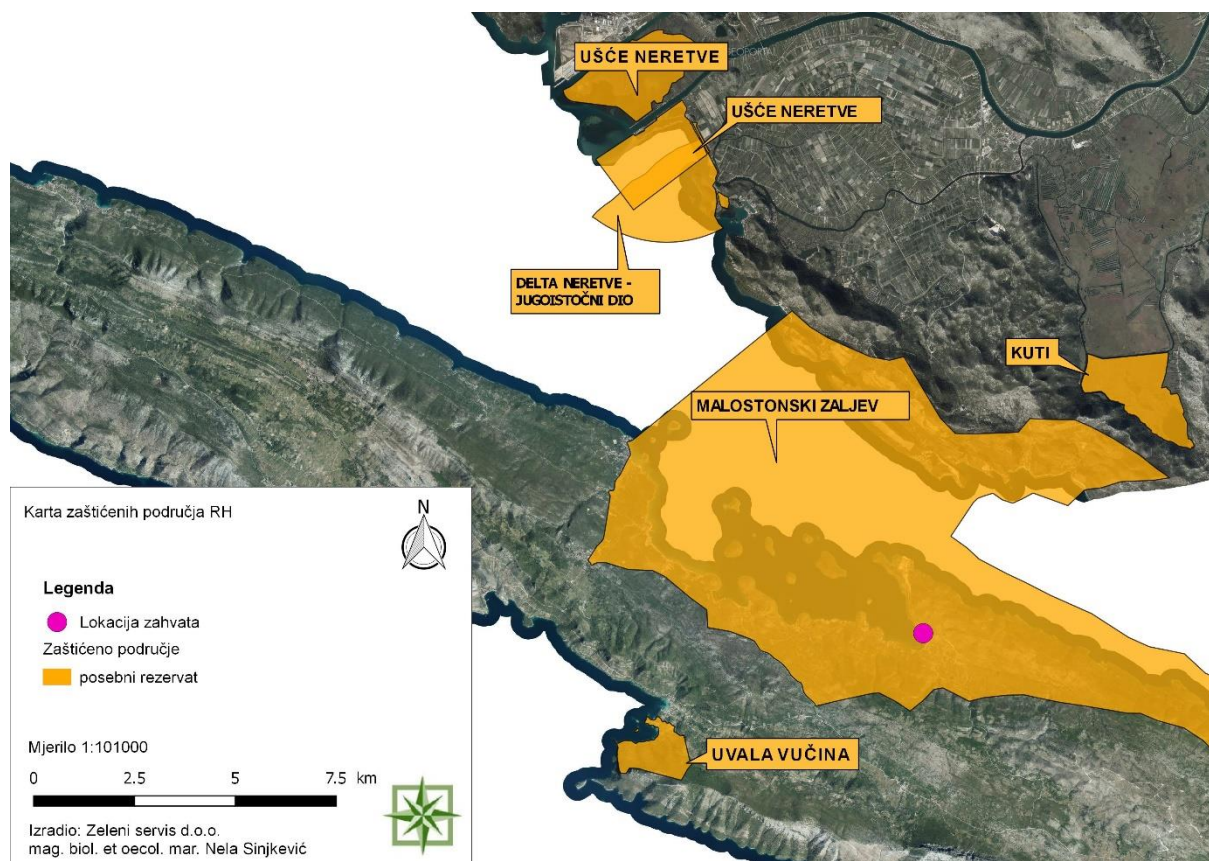 UŠĆE NERETVE
UŠĆE NERETVE
DELTA NERETVE -
JUGOISTOČNI DIO
KUTI
MALOSTONSKI ZALJEV
UVALA VUČINA
Karta zaštićenih područja RH
N
Legenda
Lokacija zahvata
Zaštićeno područje
posebni rezervat
Mjerilo 1:101000
0 2.5 5 7.5 km
Izradio: Zeleni servis d.o.o.
mag. biol. et oecol. mar. Nela Sinjkević